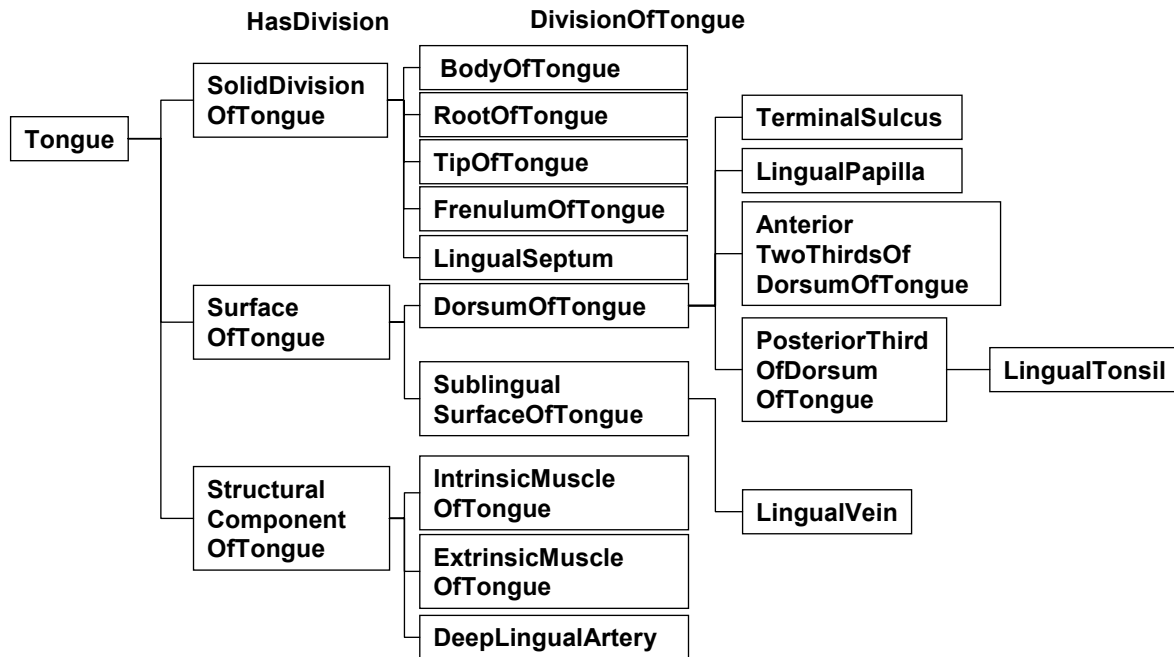 HasDivision
DivisionOfTongue
Tongue
SolidDivision
OfTongue
Surface
OfTongue
Structural
Component
OfTongue
BodyOfTongue
RootOfTongue
TipOfTongue
FrenulumOfTongue
LingualSeptum
DorsumOfTongue
Sublingual
SurfaceOfTongue
IntrinsicMuscle
OfTongue
ExtrinsicMuscle
OfTongue
DeepLingualArtery
TerminalSulcus
LingualPapilla
Anterior
TwoThirdsOf
DorsumOfTongue
PosteriorThird
OfDorsum
OfTongue
LingualVein
LingualTonsil